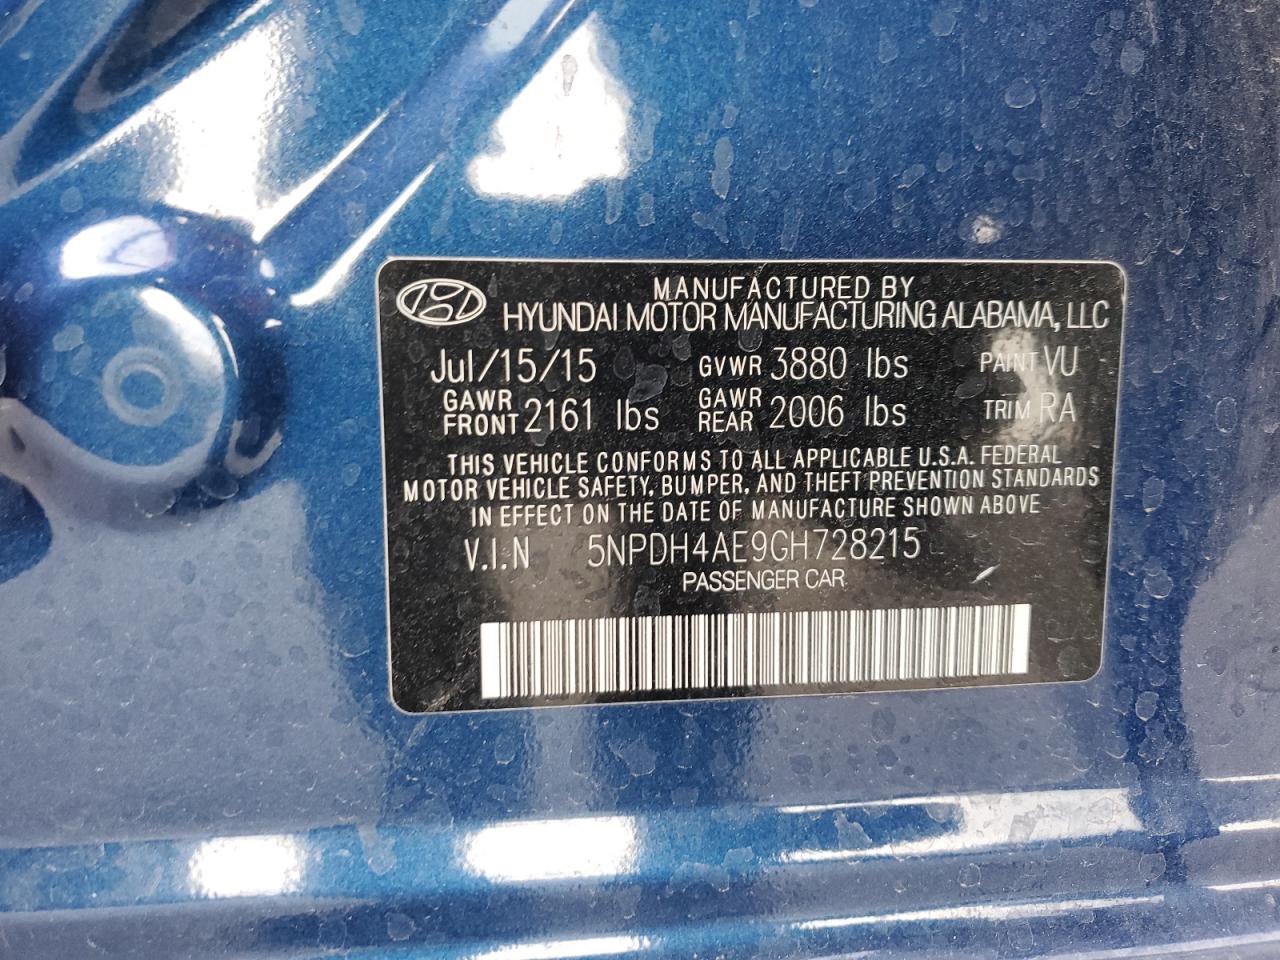 MANUFACTURED BY
HYUNDAI MOTOR MANUFACTURING ALABAMA, LLC
Jul/15/15 GVWR 3880 lbs PAINT VU
GAWR FRONT 2161 lbs GAWR REAR 2006 lbs TRIM RA
THIS VEHICLE CONFORMS TO ALL APPLICABLE U.S.A. FEDERAL
MOTOR VEHICLE SAFETY, BUMPER, AND THEFT PREVENTION STANDARDS
IN EFFECT ON THE DATE OF MANUFACTURE SHOWN ABOVE
V.I.N 5NPDH4AE9GH728215
PASSENGER CAR